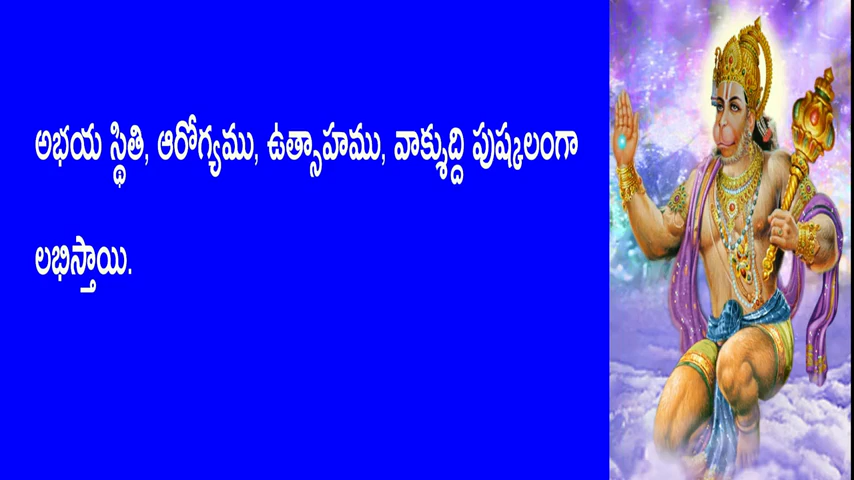 అభయ స్థితి, ఆరోగ్యము, ఉత్సాహము, వాక్శుద్ది పుష్కలంగా
లభిస్తాయి.